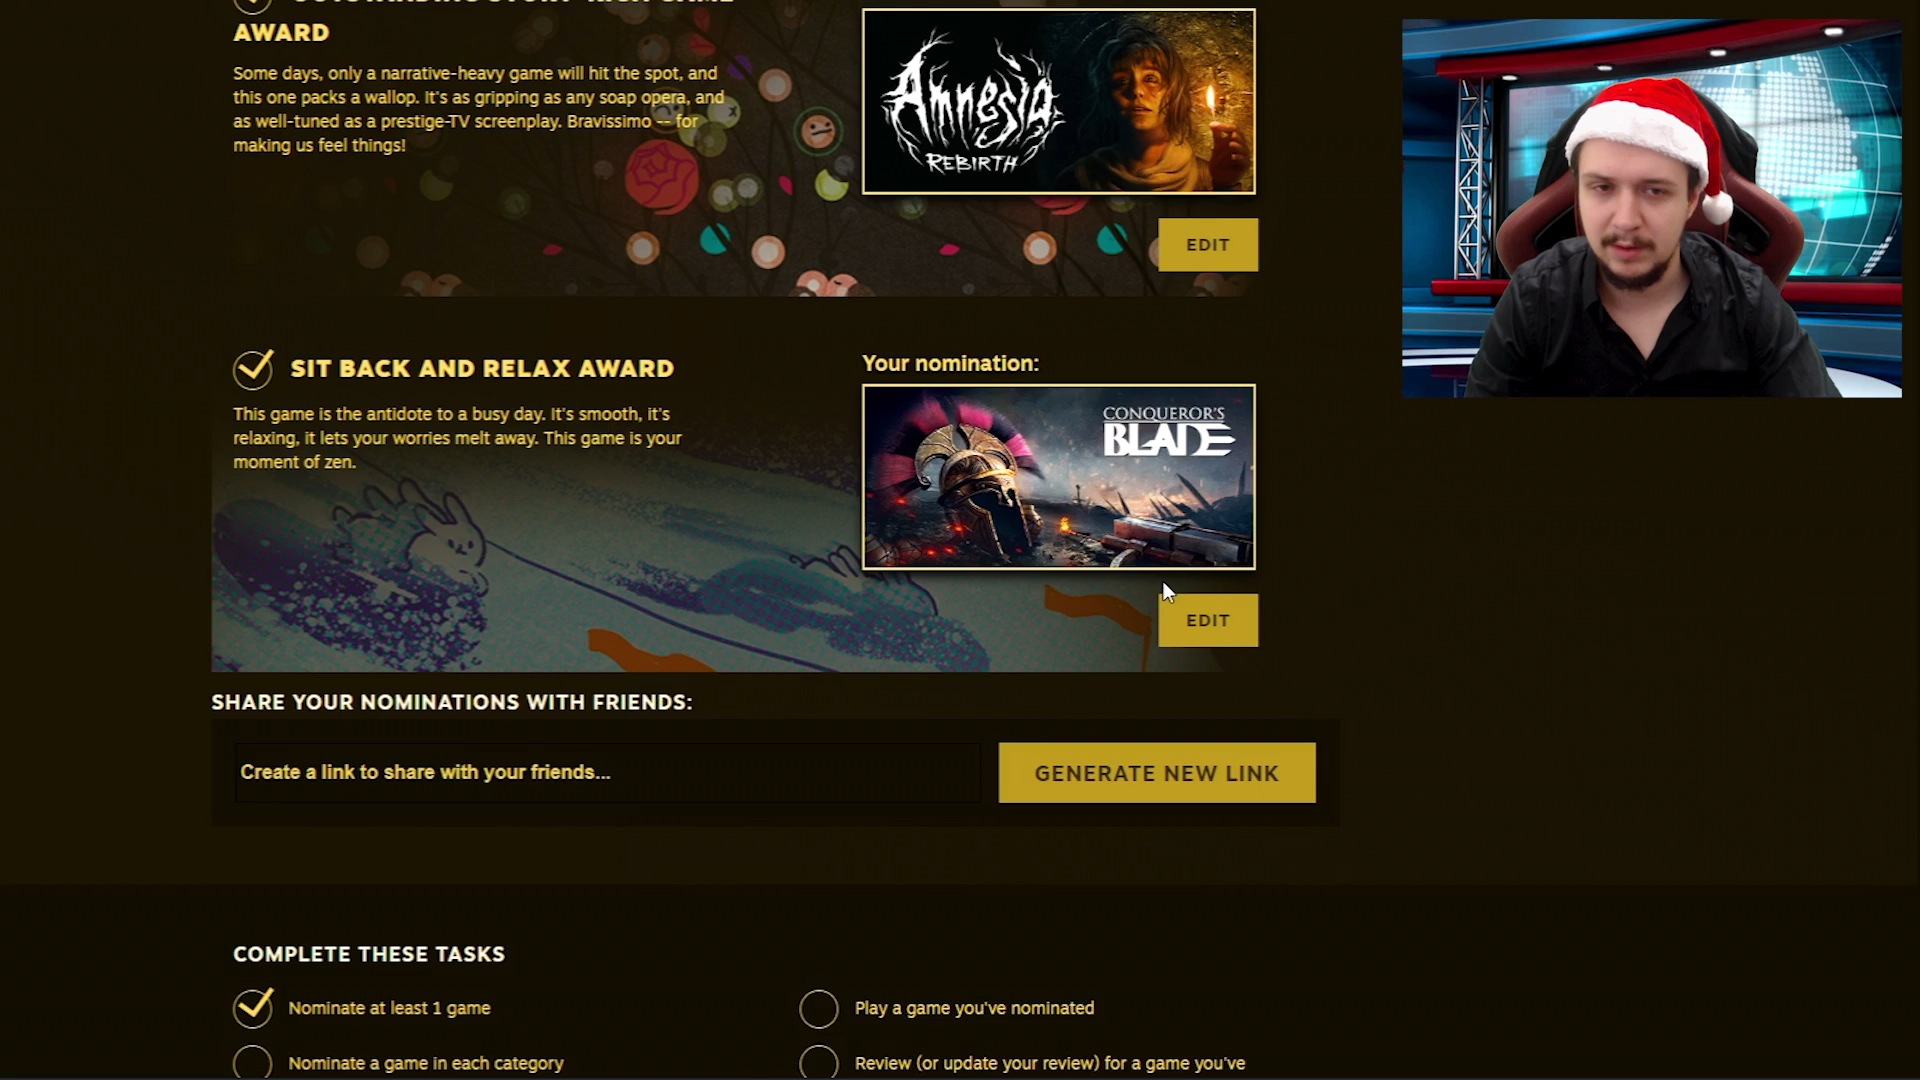 OUTSTANDING STORY-RICH GAME
AWARD
Some days, only a narrative-heavy game will hit the spot, and
this one packs a wallop. It's as gripping as any soap opera, and
as well-tuned as a prestige-TV screenplay. Bravissimo -- for
making us feel things!
Amnesia
REBIRTH
EDIT
SIT BACK AND RELAX AWARD
This game is the antidote to a busy day. It's smooth, it's
relaxing, it lets your worries melt away. This game is your
moment of zen.
Your nomination:
CONQUEROR'S
BLADE
EDIT
SHARE YOUR NOMINATIONS WITH FRIENDS:
Create a link to share with your friends...
GENERATE NEW LINK
COMPLETE THESE TASKS
Nominate at least 1 game
Play a game you've nominated
Nominate a game in each category
Review (or update your review) for a game you've